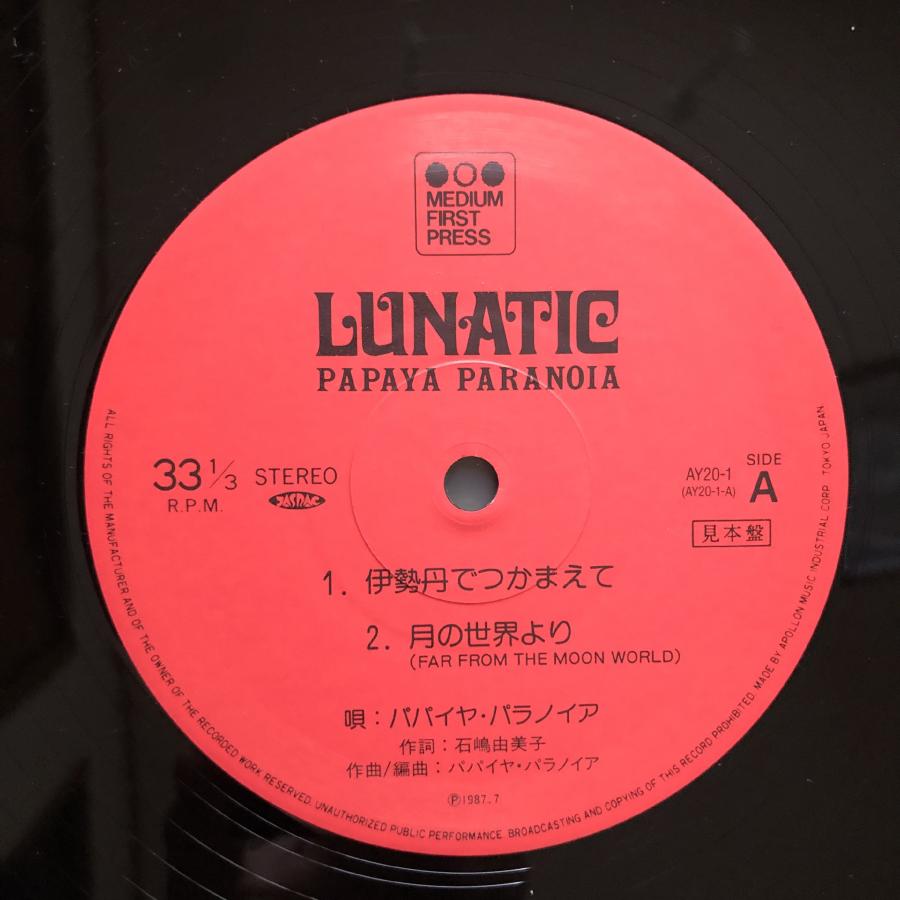 MEDIUM
FIRST
PRESS
LUNATIC
PAPAYA PARANOIA
33 1/3
R.P.M.
STEREO
JASRAC
AY20-1
(AY20-1-A)
SIDE
A
見本盤
1. 伊勢丹でつかまえて
2. 月の世界より
(FAR FROM THE MOON WORLD)
唄:パパイヤ・パラノイア
作詞:石嶋由美子
作曲/編曲:パパイヤ・パラノイア
Ⓟ1987.7
ALL RIGHTS OF THE MANUFACTURER AND OF THE OWNER OF THE RECORDED WORK RESERVED. UNAUTHORIZED PUBLIC PERFORMANCE BROADCASTING AND COPYING OF THIS RECORD PROHIBITED. MADE BY APOLLON MUSIC INDUSTRIAL CORP. TOKYO JAPAN